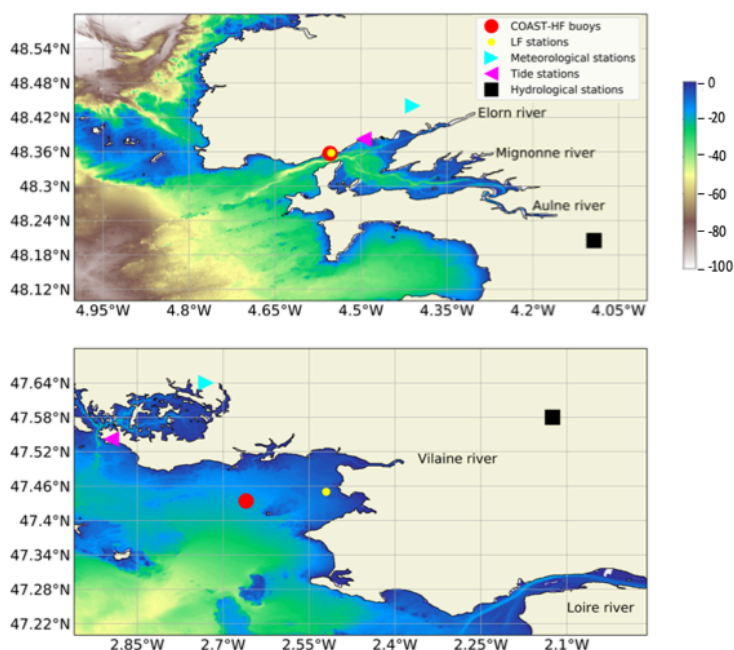 COAST-HF buoys
LF stations
Meteorological stations
Tide stations
Hydrological stations
48.54°N
48.48°N
48.42°N
48.36°N
48.3°N
48.24°N
48.18°N
48.12°N
Elorn river
Mignonne river
Aulne river
4.95°W 4.8°W 4.65°W 4.5°W 4.35°W 4.2°W 4.05°W
0
-20
-40
-60
-80
-100
47.64°N
47.58°N
47.52°N
47.46°N
47.4°N
47.34°N
47.28°N
47.22°N
Vilaine river
Loire river
2.85°W 2.7°W 2.55°W 2.4°W 2.25°W 2.1°W